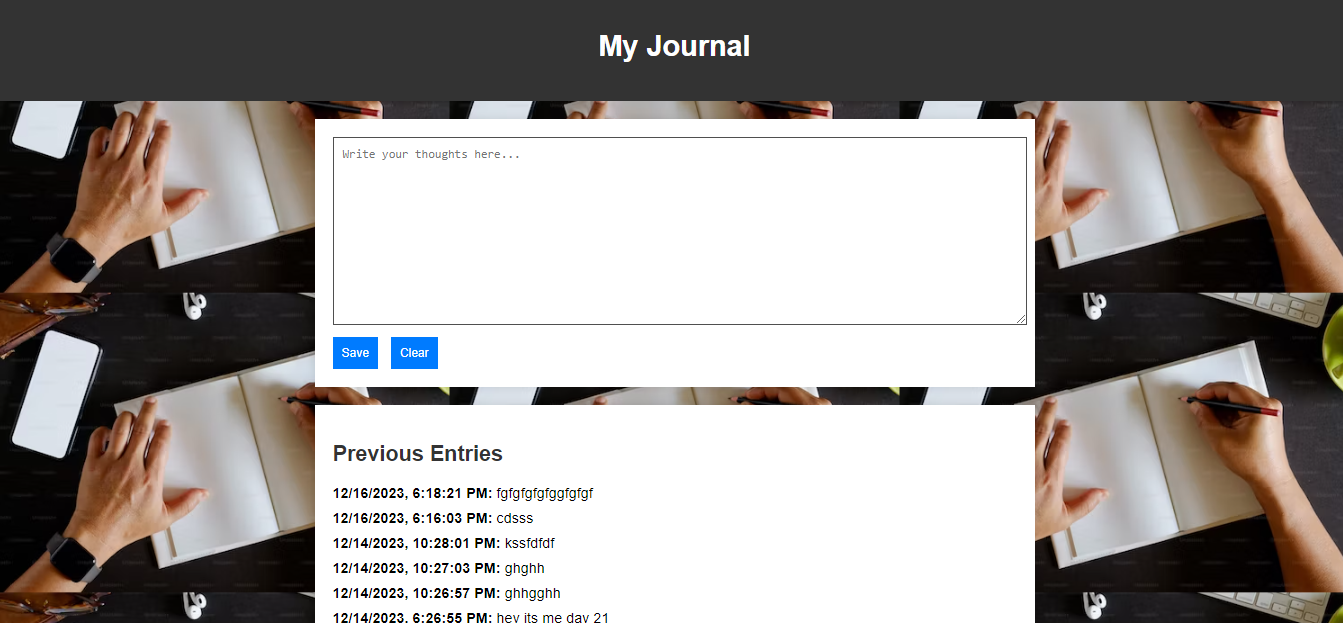 My Journal
Write your thoughts here...
Save Clear
Previous Entries
12/16/2023, 6:18:21 PM: fgfgfgfgfggfgfgf
12/16/2023, 6:16:03 PM: cdsss
12/14/2023, 10:28:01 PM: kssfdfdf
12/14/2023, 10:27:03 PM: ghghh
12/14/2023, 10:26:57 PM: ghhgghh
12/14/2023, 6:26:55 PM: hey its me day 21